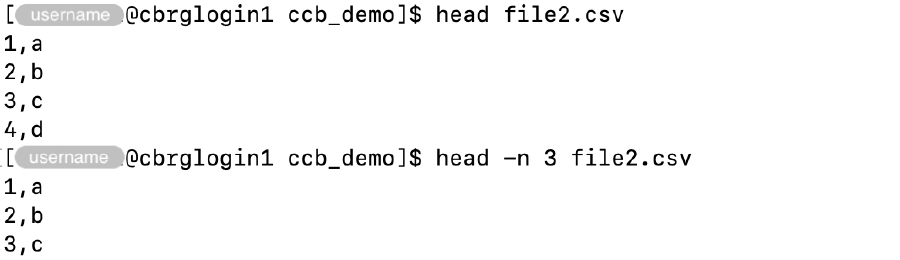 [username@cbrglogin1 ccb_demo]$ head file2.csv
1,a
2,b
3,c
4,d
[username@cbrglogin1 ccb_demo]$ head -n 3 file2.csv
1,a
2,b
3,c